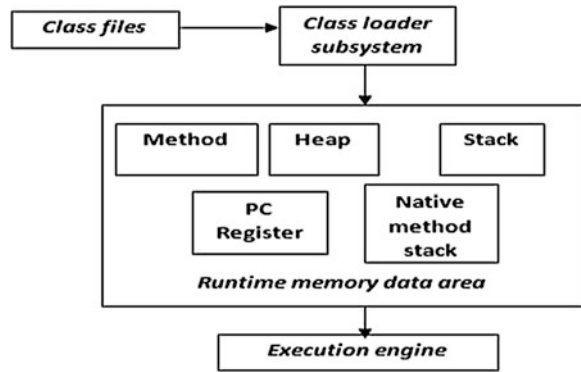 Class files
Class loader
subsystem
Method
Heap
Stack
PC
Register
Native
method
stack
Runtime memory data area
Execution engine